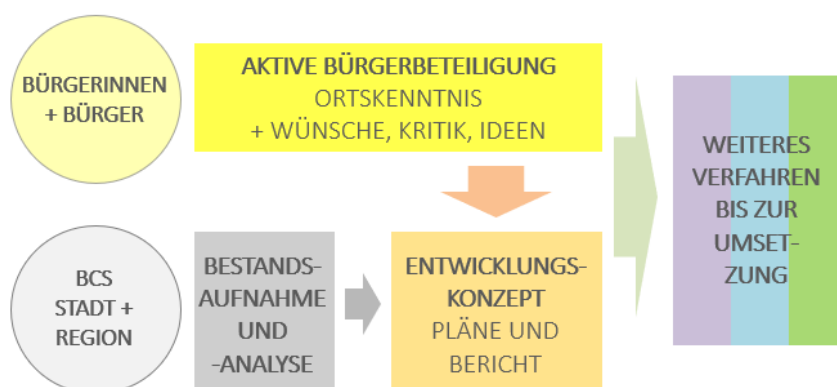 BÜRGERINNEN
+ BÜRGER
AKTIVE BÜRGERBETEILIGUNG
ORTSKENNTNIS
+ WÜNSCHE, KRITIK, IDEEN
BCS
STADT +
REGION
BESTANDS-
AUFNAHME
UND
-ANALYSE
ENTWICKLUNGS-
KONZEPT
PLÄNE UND
BERICHT
WEITERES
VERFAHREN
BIS ZUR
UMSET-
ZUNG